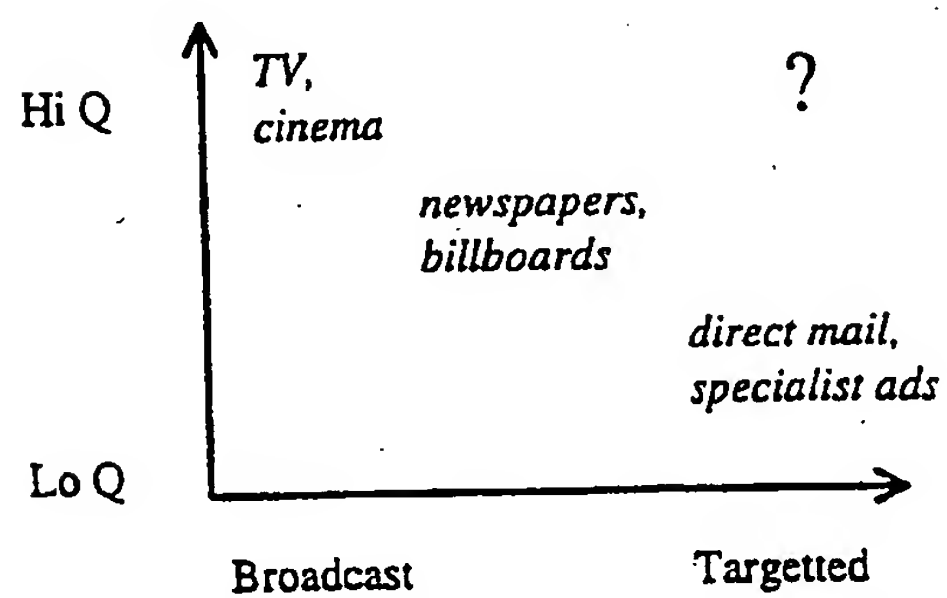 Hi Q
TV,
cinema
?
newspapers,
billboards
direct mail,
specialist ads
Lo Q
Broadcast
Targetted